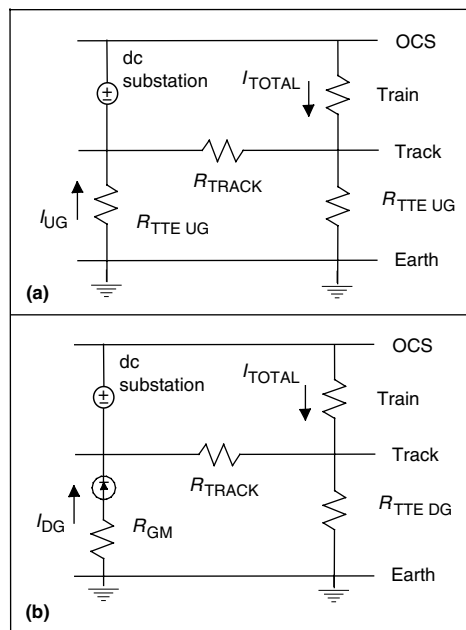 OCS
dc
substation
I_TOTAL
Train
Track
R_TRACK
I_UG
R_TTE UG
R_TTE UG
Earth
(a)
OCS
dc
substation
I_TOTAL
Train
Track
R_TRACK
I_DG
R_GM
R_TTE DG
Earth
(b)